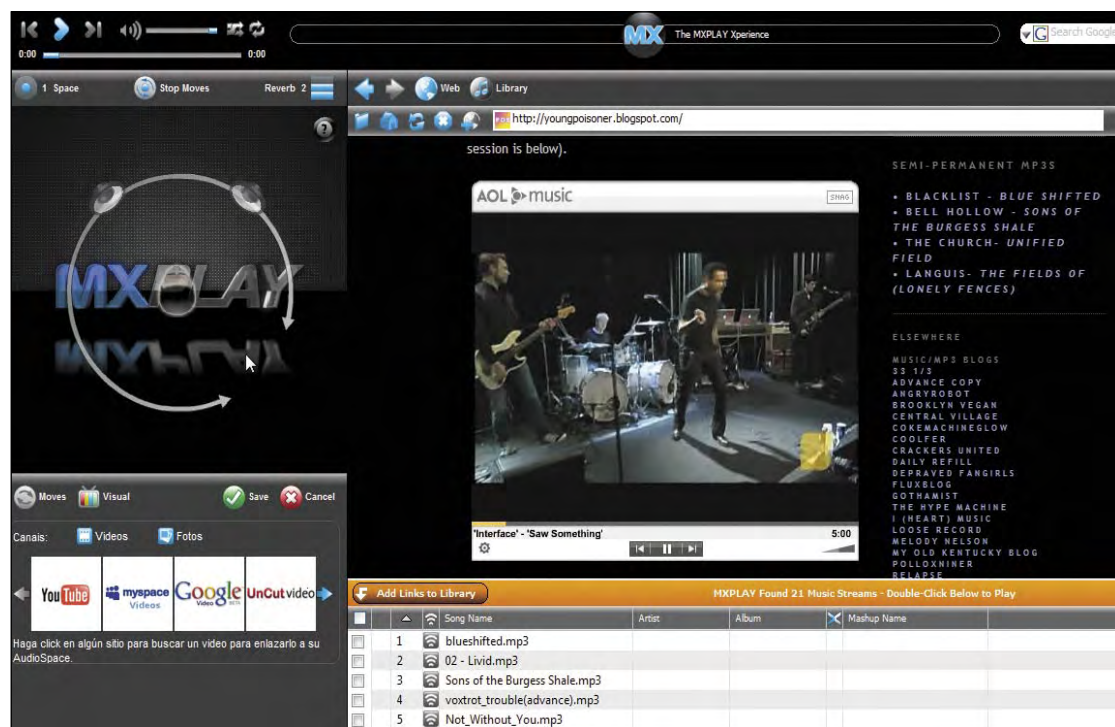 MX The MXPLAY Xperience
G Search Google
0:00 0:00
1 Space Stop Moves Reverb 2
Web Library
http://youngpoisoner.blogspot.com/
?
MXPLAY
session is below).
AOL music SHAG
'Interface' - 'Saw Something' 5:00
SEMI-PERMANENT MP3S
• BLACKLIST - BLUE SHIFTED
• BELL HOLLOW - SONS OF
THE BURGESS SHALE
• THE CHURCH- UNIFIED
FIELD
• LANGUIS- THE FIELDS OF
(LONELY FENCES)
ELSEWHERE
MUSIC/MP3 BLOGS
33 1/3
ADVANCE COPY
ANGRYROBOT
BROOKLYN VEGAN
CENTRAL VILLAGE
COKEMACHINEGLOW
COOLFER
CRACKERS UNITED
DAILY REFILL
DEPRAVED FANGIRLS
FLUXBLOG
GOTHAMIST
THE HYPE MACHINE
I (HEART) MUSIC
LOOSE RECORD
MELODY NELSON
MY OLD KENTUCKY BLOG
POLLOXNINER
RELAPSE
Moves Visual Save Cancel
Canais: Videos Fotos
YouTube myspace Videos Google Video BETA UnCut video
Haga click en algún sitio para buscar un video para enlazarlo a su
AudioSpace.
Add Links to Library MXPLAY Found 21 Music Streams - Double-Click Below to Play
Song Name Artist Album Mashup Name
1 blueshifted.mp3
2 02 - Livid.mp3
3 Sons of the Burgess Shale.mp3
4 voxtrot_trouble(advance).mp3
5 Not_Without_You.mp3